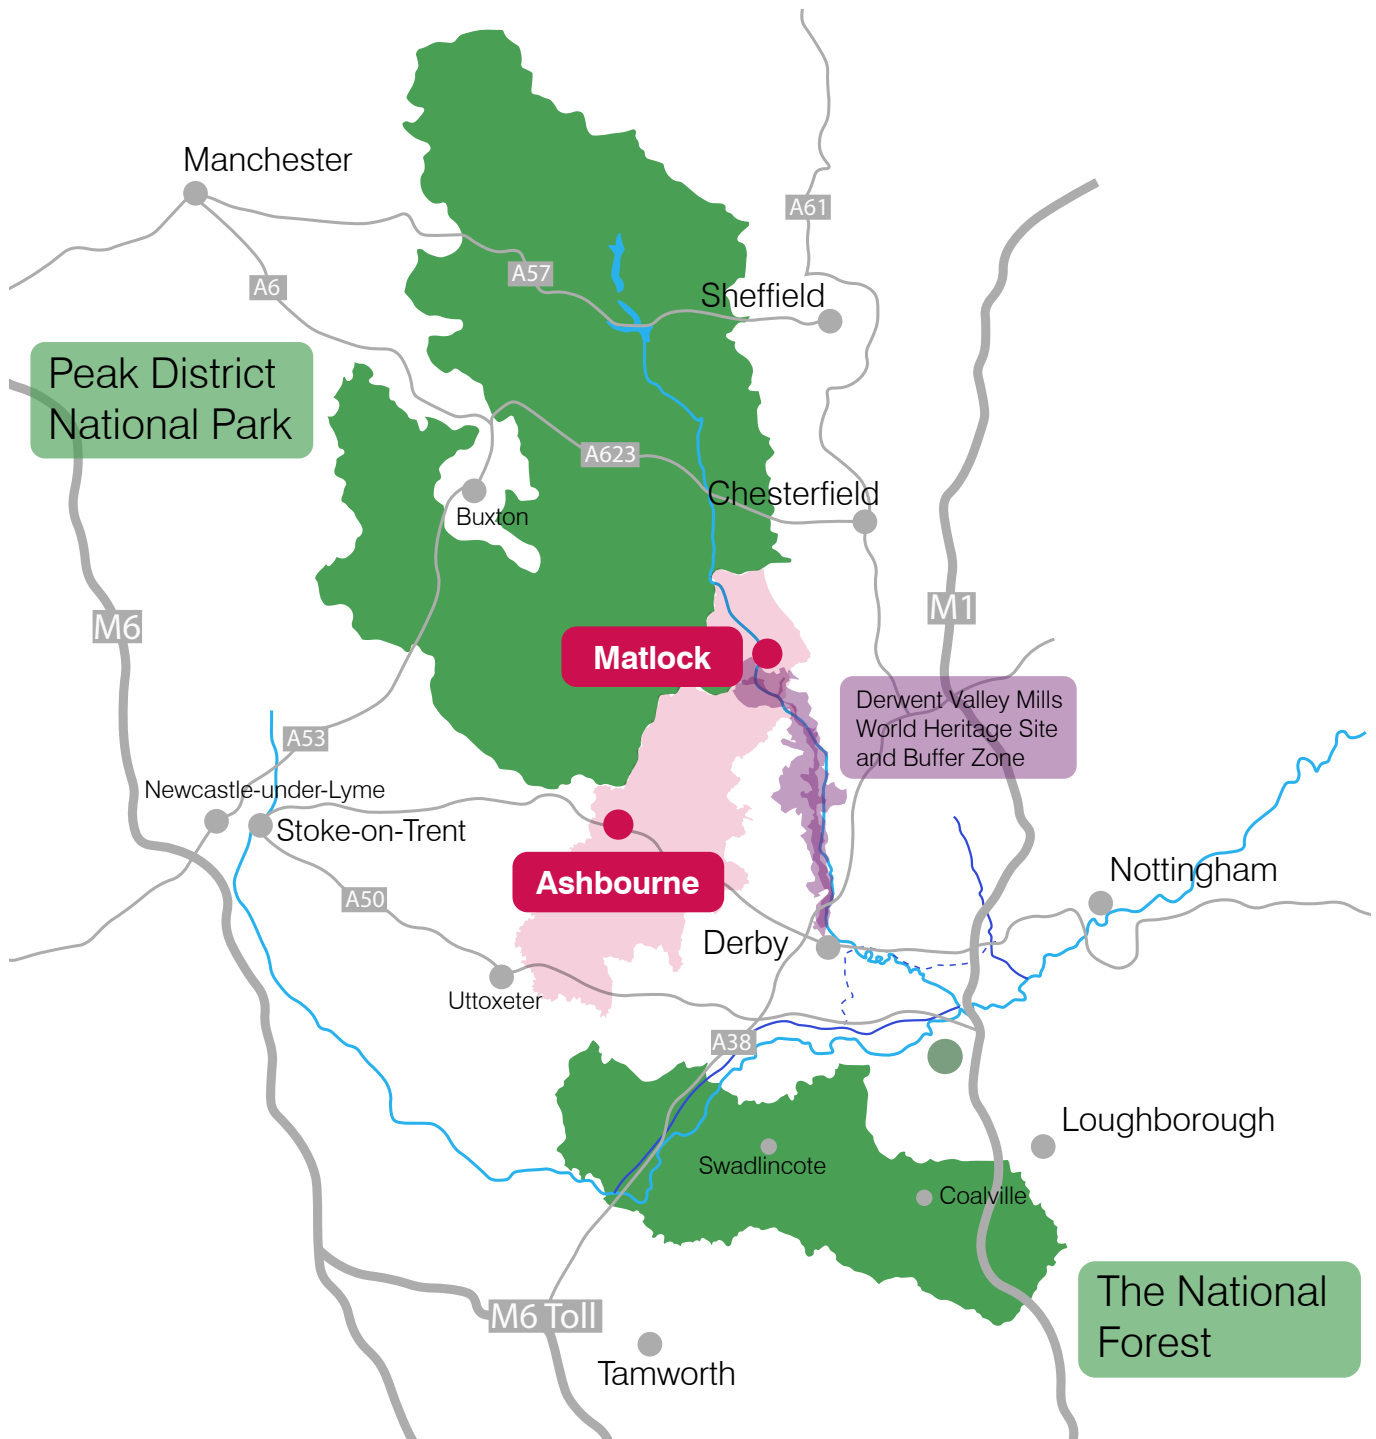 Manchester
A61
A57
A6
Sheffield
Peak District
National Park
A623
Chesterfield
Buxton
M6
M1
Matlock
Derwent Valley Mills
World Heritage Site
and Buffer Zone
A53
Newcastle-under-Lyme
Stoke-on-Trent
Nottingham
Ashbourne
A50
Derby
Uttoxeter
A38
Loughborough
Swadlincote
Coalville
The National
Forest
M6 Toll
Tamworth